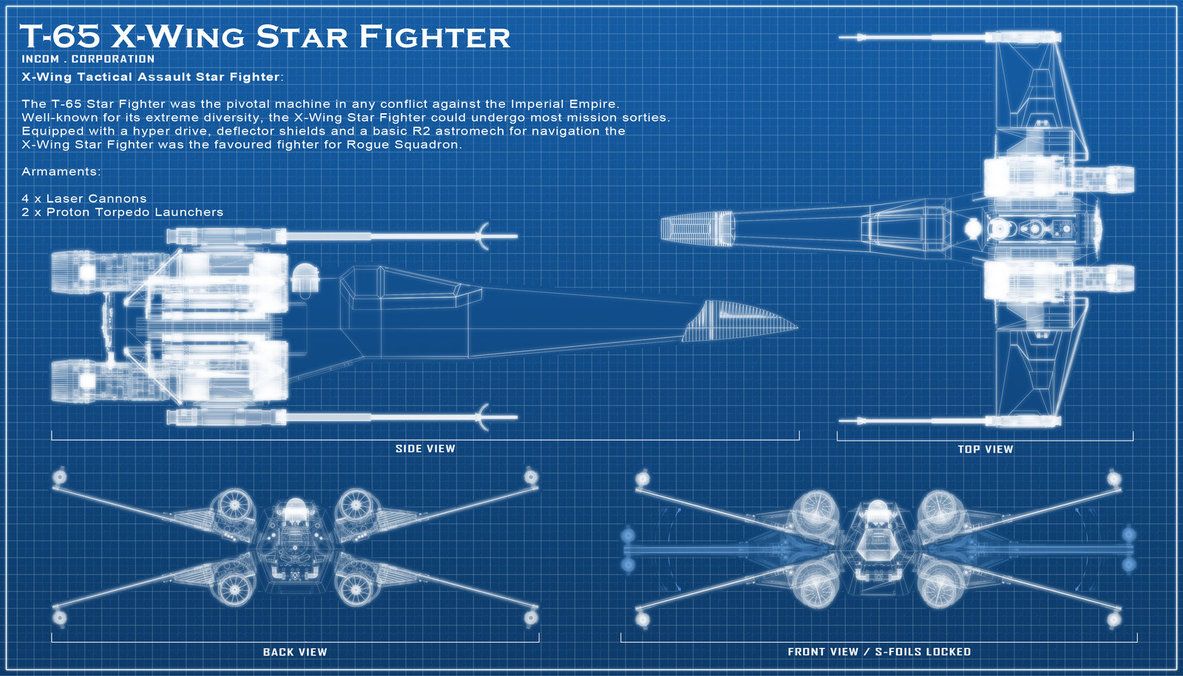 T-65 X-Wing Star Fighter
INCOM . CORPORATION
X-Wing Tactical Assault Star Fighter:
The T-65 Star Fighter was the pivotal machine in any conflict against the Imperial Empire.
Well-known for its extreme diversity, the X-Wing Star Fighter could undergo most mission sorties.
Equipped with a hyper drive, deflector shields and a basic R2 astromech for navigation the
X-Wing Star Fighter was the favoured fighter for Rogue Squadron.
Armaments:
4 x Laser Cannons
2 x Proton Torpedo Launchers
SIDE VIEW
TOP VIEW
BACK VIEW
FRONT VIEW / S-FOILS LOCKED